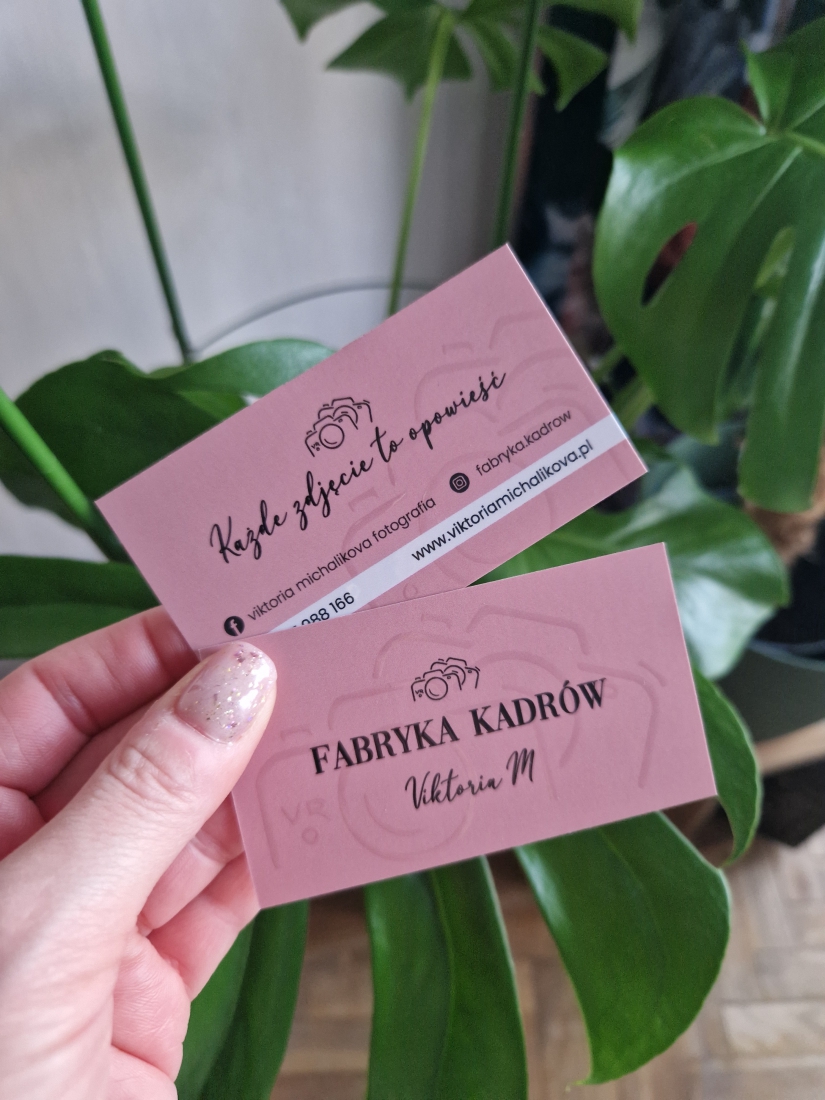 Każde zdjęcie to opowieść
viktoria michalikova fotografia fabryka.kadrow
088 166 www.viktoriamichalikova.pl
FABRYKA KADRÓW
Viktoria M